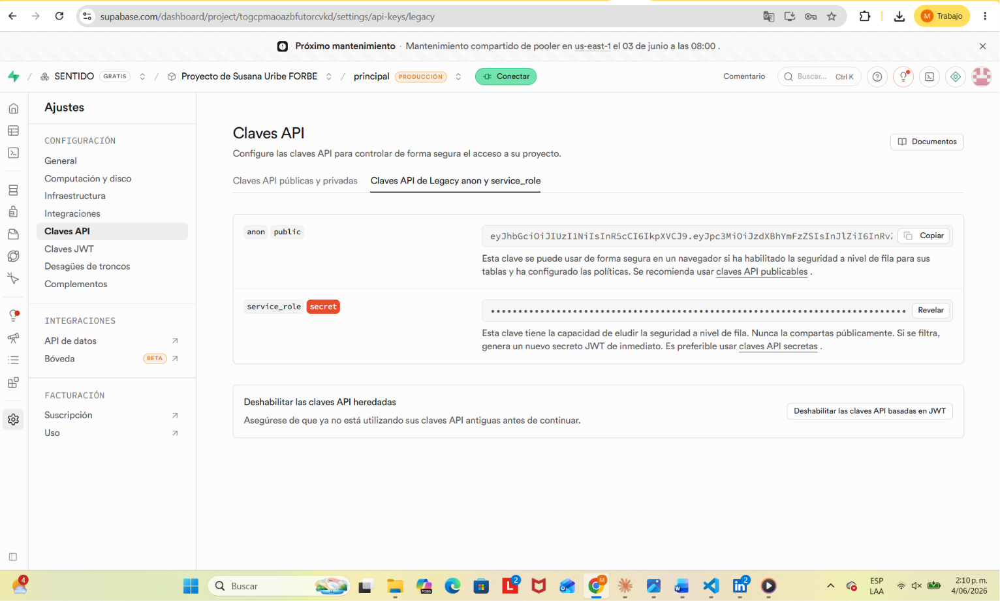 supabase.com/dashboard/project/togcpmaoazbfutorcvkd/settings/api-keys/legacy
M Trabajo
Próximo mantenimiento · Mantenimiento compartido de pooler en us-east-1 el 03 de junio a las 08:00 .
/ SENTIDO GRATIS / Proyecto de Susana Uribe FORBE / principal PRODUCCIÓN Conectar Comentario Buscar... Ctrl K
Ajustes
CONFIGURACIÓN
General
Computación y disco
Infraestructura
Integraciones
Claves API
Claves JWT
Desagües de troncos
Complementos
INTEGRACIONES
API de datos
Bóveda BETA
FACTURACIÓN
Suscripción
Uso
Claves API
Documentos
Configure las claves API para controlar de forma segura el acceso a su proyecto.
Claves API públicas y privadas Claves API de Legacy anon y service_role
anon public
eyJhbGciOiJIUzI1NiIsInR5cCI6IkpXVCJ9.eyJpc3MiOiJzdXBhYmFzZSIsInJlZiI6InRv Copiar
Esta clave se puede usar de forma segura en un navegador si ha habilitado la seguridad a nivel de fila para sus
tablas y ha configurado las políticas. Se recomienda usar claves API publicables .
service_role secret
Revelar
Esta clave tiene la capacidad de eludir la seguridad a nivel de fila. Nunca la compartas públicamente. Si se filtra,
genera un nuevo secreto JWT de inmediato. Es preferible usar claves API secretas .
Deshabilitar las claves API heredadas
Asegúrese de que ya no está utilizando sus claves API antiguas antes de continuar.
Deshabilitar las claves API basadas en JWT
4
Buscar
M365
L 2
M
W
in 2
ESP
LAA
2:10 p. m.
4/06/2026